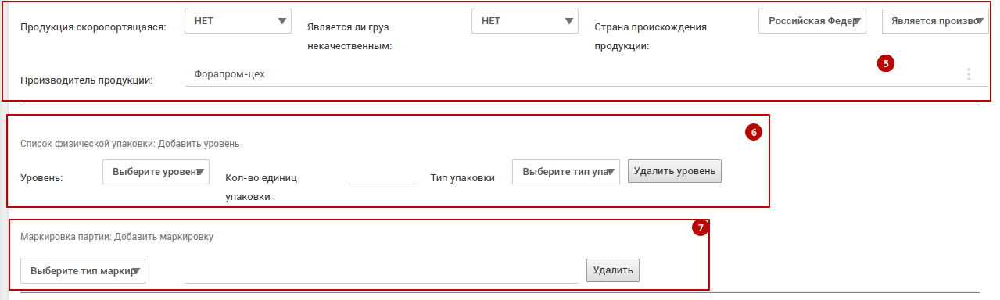 Продукция скоропортящаяся: НЕТ Является ли груз некачественным: НЕТ Страна происхождения продукции: Российская Федер Является произво
5
Производитель продукции: Форапром-цех
6
Список физической упаковки: Добавить уровень
Уровень: Выберите уровень Кол-во единиц упаковки : Тип упаковки Выберите тип упа Удалить уровень
7
Маркировка партии: Добавить маркировку
Выберите тип маркир Удалить